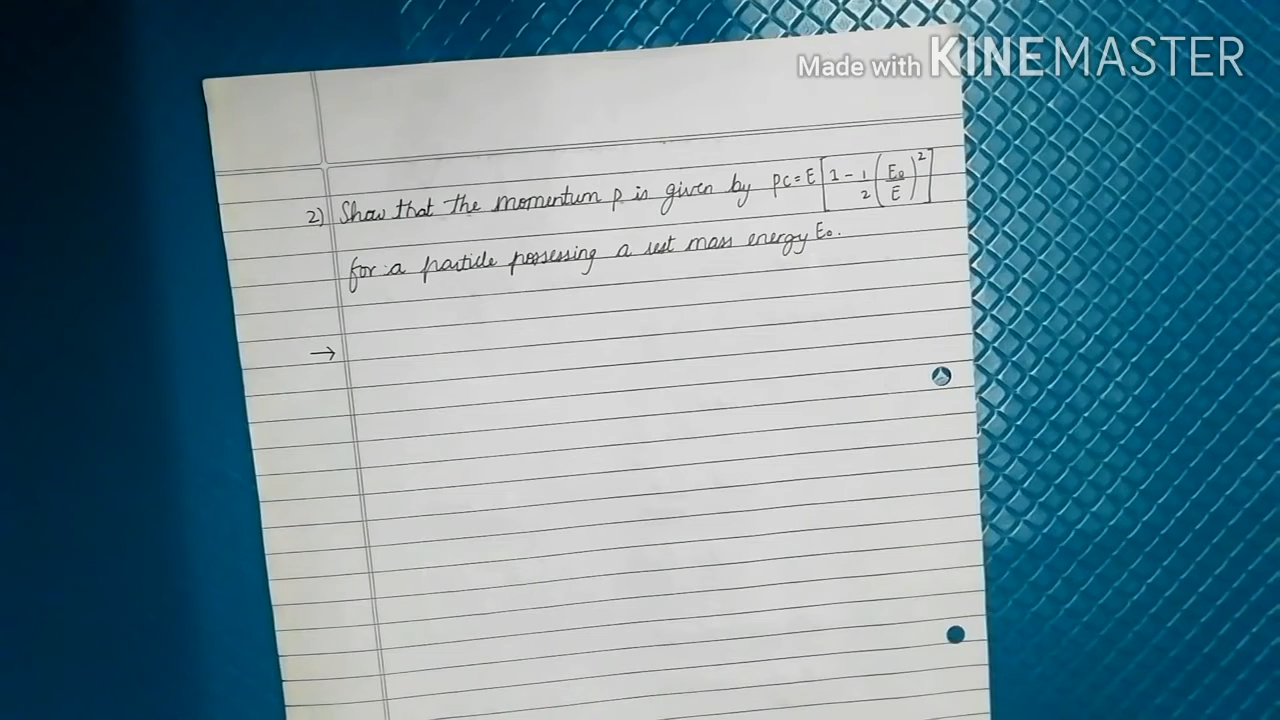 Made with KINEMASTER
2) Show that the momentum p is given by pc = E [1 - 1/2 (E₀/E)²]
for a particle possessing a rest mass energy E₀.
→